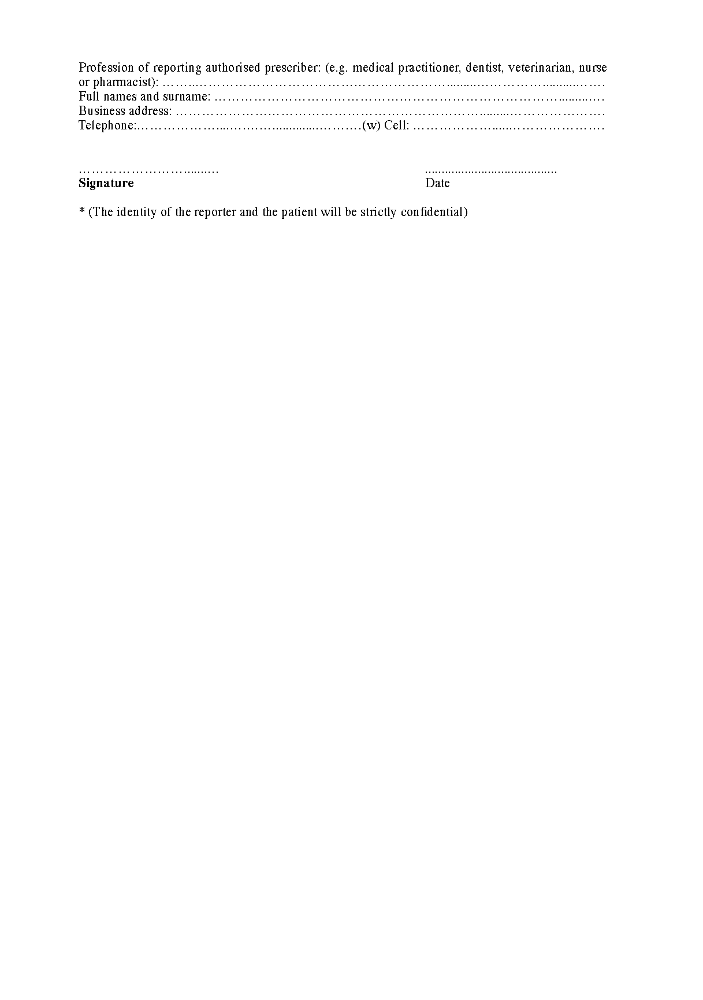 Profession of reporting authorised prescriber: (e.g. medical practitioner, dentist, veterinarian, nurse
or pharmacist): ……..…………………………………………………….........…………….........…….
Full names and surname: …………………………………………………………………….........….
Business address: ……………………………………………………………........………………….
Telephone:………………...……….............……….(w) Cell: ……………….....………………….
……………………........…
........................................
Signature
Date
* (The identity of the reporter and the patient will be strictly confidential)